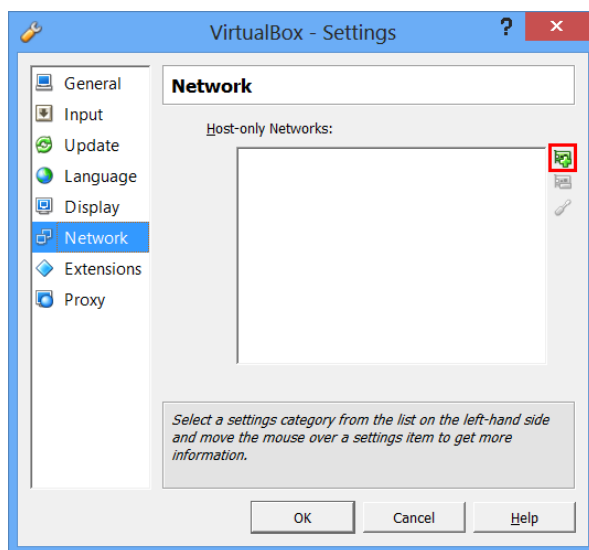 VirtualBox - Settings
?
General
Input
Update
Language
Display
Network
Extensions
Proxy
Network
Host-only Networks:
Select a settings category from the list on the left-hand side
and move the mouse over a settings item to get more
information.
OK
Cancel
Help